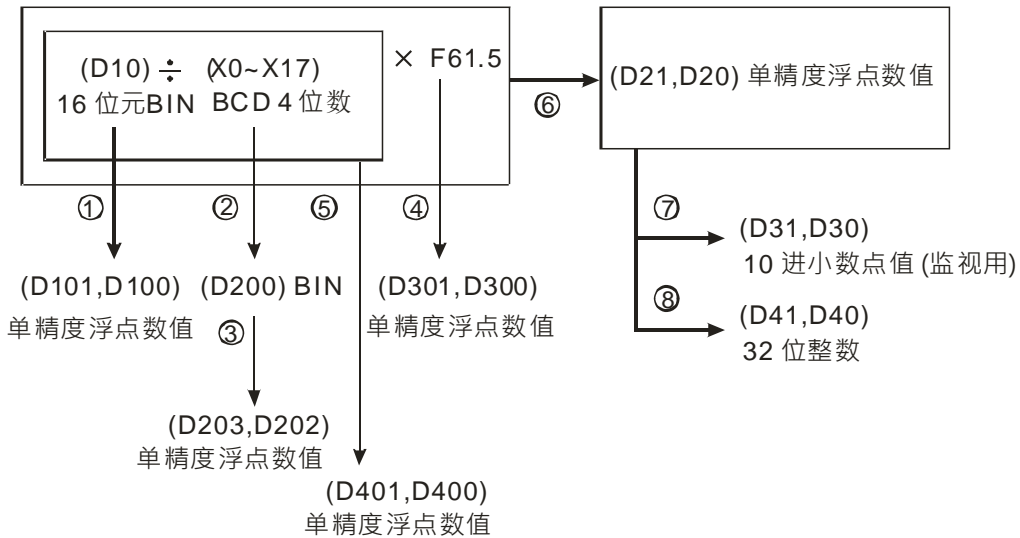 (D10) ÷ (X0~X17) × F61.5
16 位元BIN BCD 4 位数
(D21,D20) 单精度浮点数值
⑥
① ② ⑤ ④
⑦
(D31,D30)
10 进小数点值 (监视用)
(D101,D100) (D200) BIN (D301,D300)
单精度浮点数值 单精度浮点数值
③
⑧
(D41,D40)
32 位整数
(D203,D202)
单精度浮点数值
(D401,D400)
单精度浮点数值